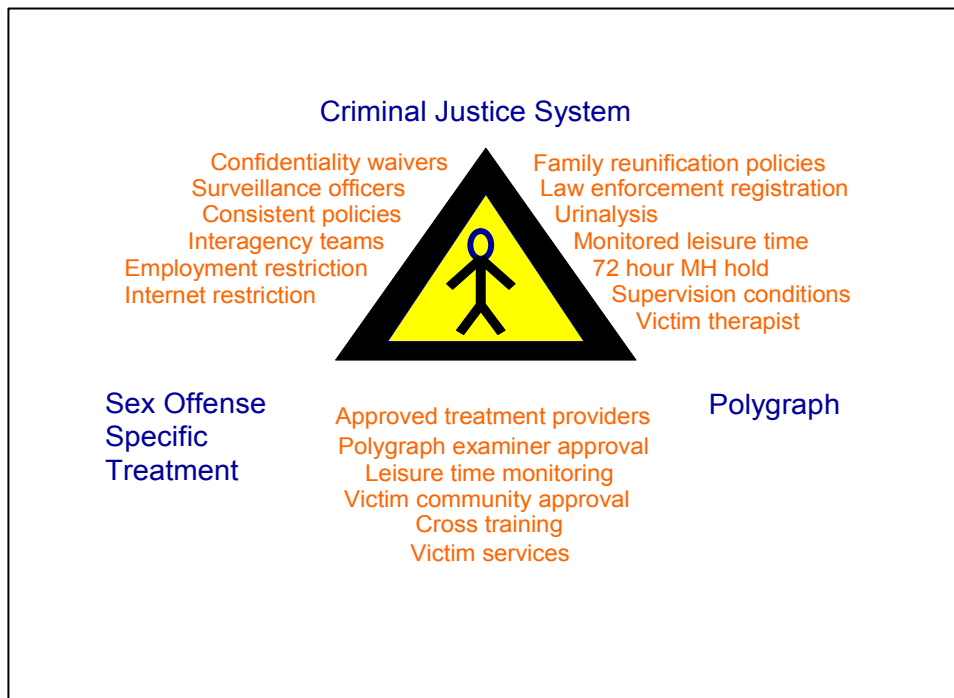 Criminal Justice System
Confidentiality waivers
Surveillance officers
Consistent policies
Interagency teams
Employment restriction
Internet restriction
Family reunification policies
Law enforcement registration
Urinalysis
Monitored leisure time
72 hour MH hold
Supervision conditions
Victim therapist
Sex Offense
Specific
Treatment
Approved treatment providers
Polygraph examiner approval
Leisure time monitoring
Victim community approval
Cross training
Victim services
Polygraph